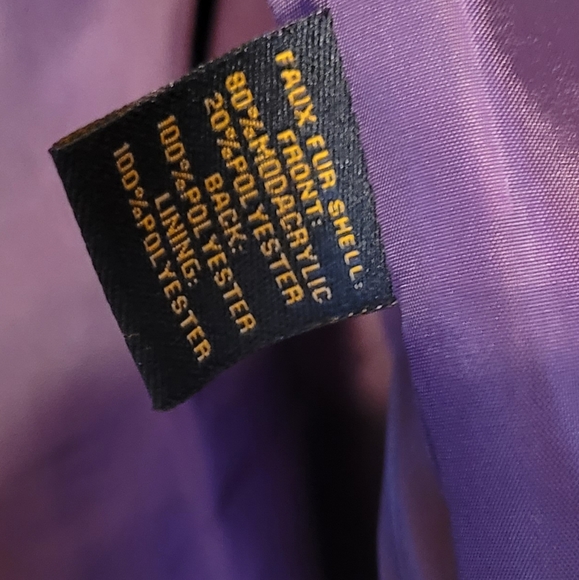 FAUX FUR SHELL:
FRONT:
80%MODACRYLIC
20%POLYESTER
BACK:
100%POLYESTER
LINING:
100%POLYESTER